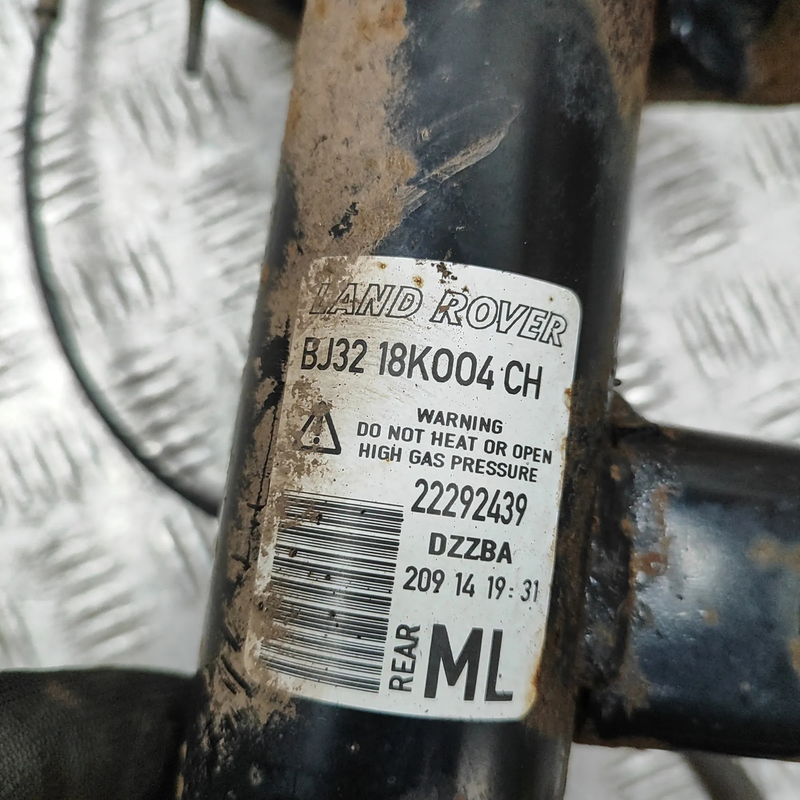 LAND ROVER
BJ32 18K004 CH
WARNING
DO NOT HEAT OR OPEN
HIGH GAS PRESSURE
22292439
DZZBA
209 14 19:31
REAR ML